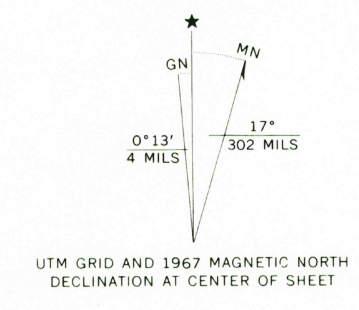 MN
GN
0°13'
4 MILS
17°
302 MILS
UTM GRID AND 1967 MAGNETIC NORTH
DECLINATION AT CENTER OF SHEET